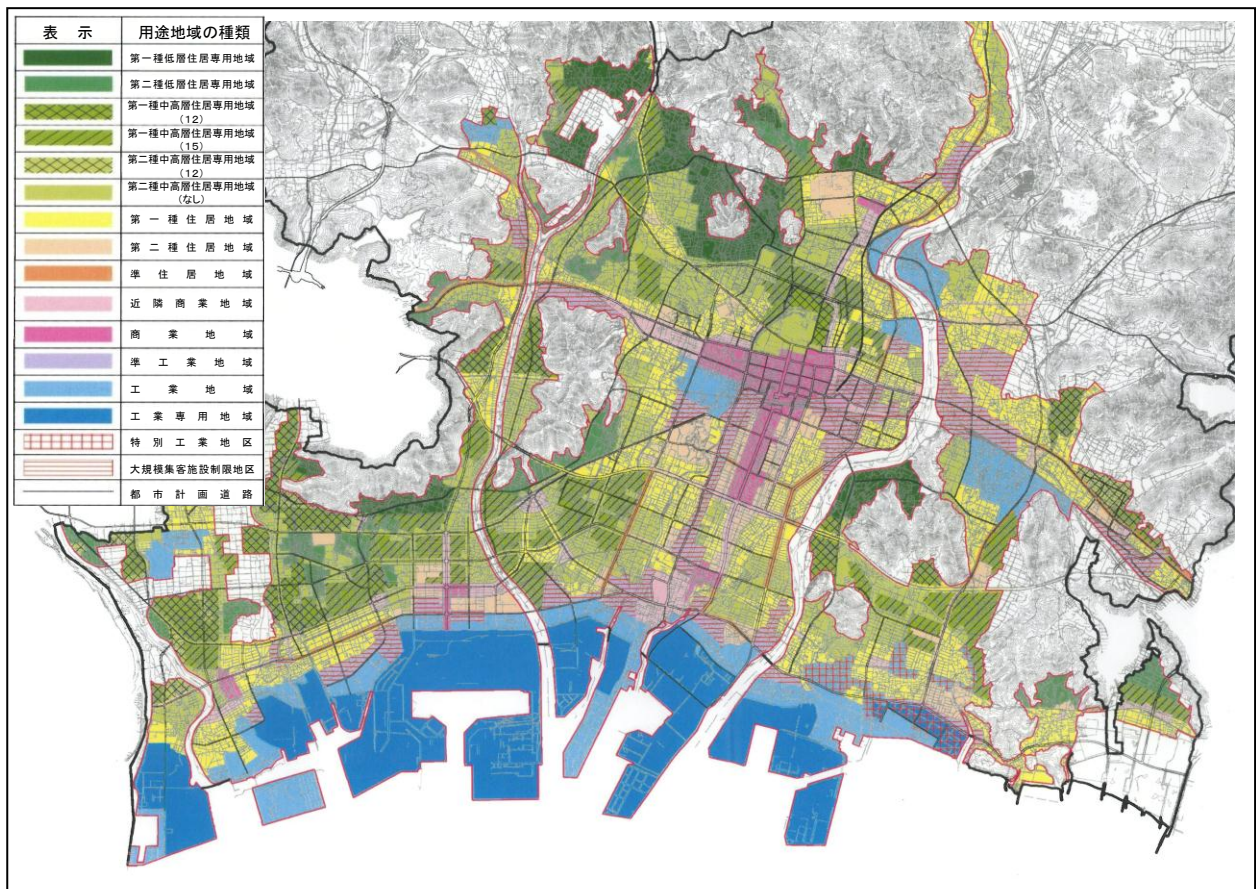 表 示 用途地域の種類
第一種低層住居専用地域
第二種低層住居専用地域
第一種中高層住居専用地域
(12)
第一種中高層住居専用地域
(15)
第二種中高層住居専用地域
(12)
第二種中高層住居専用地域
(なし)
第一種住居地域
第二種住居地域
準住居地域
近隣商業地域
商業地域
準工業地域
工業地域
工業専用地域
特別工業地区
大規模集客施設制限地区
都市計画道路